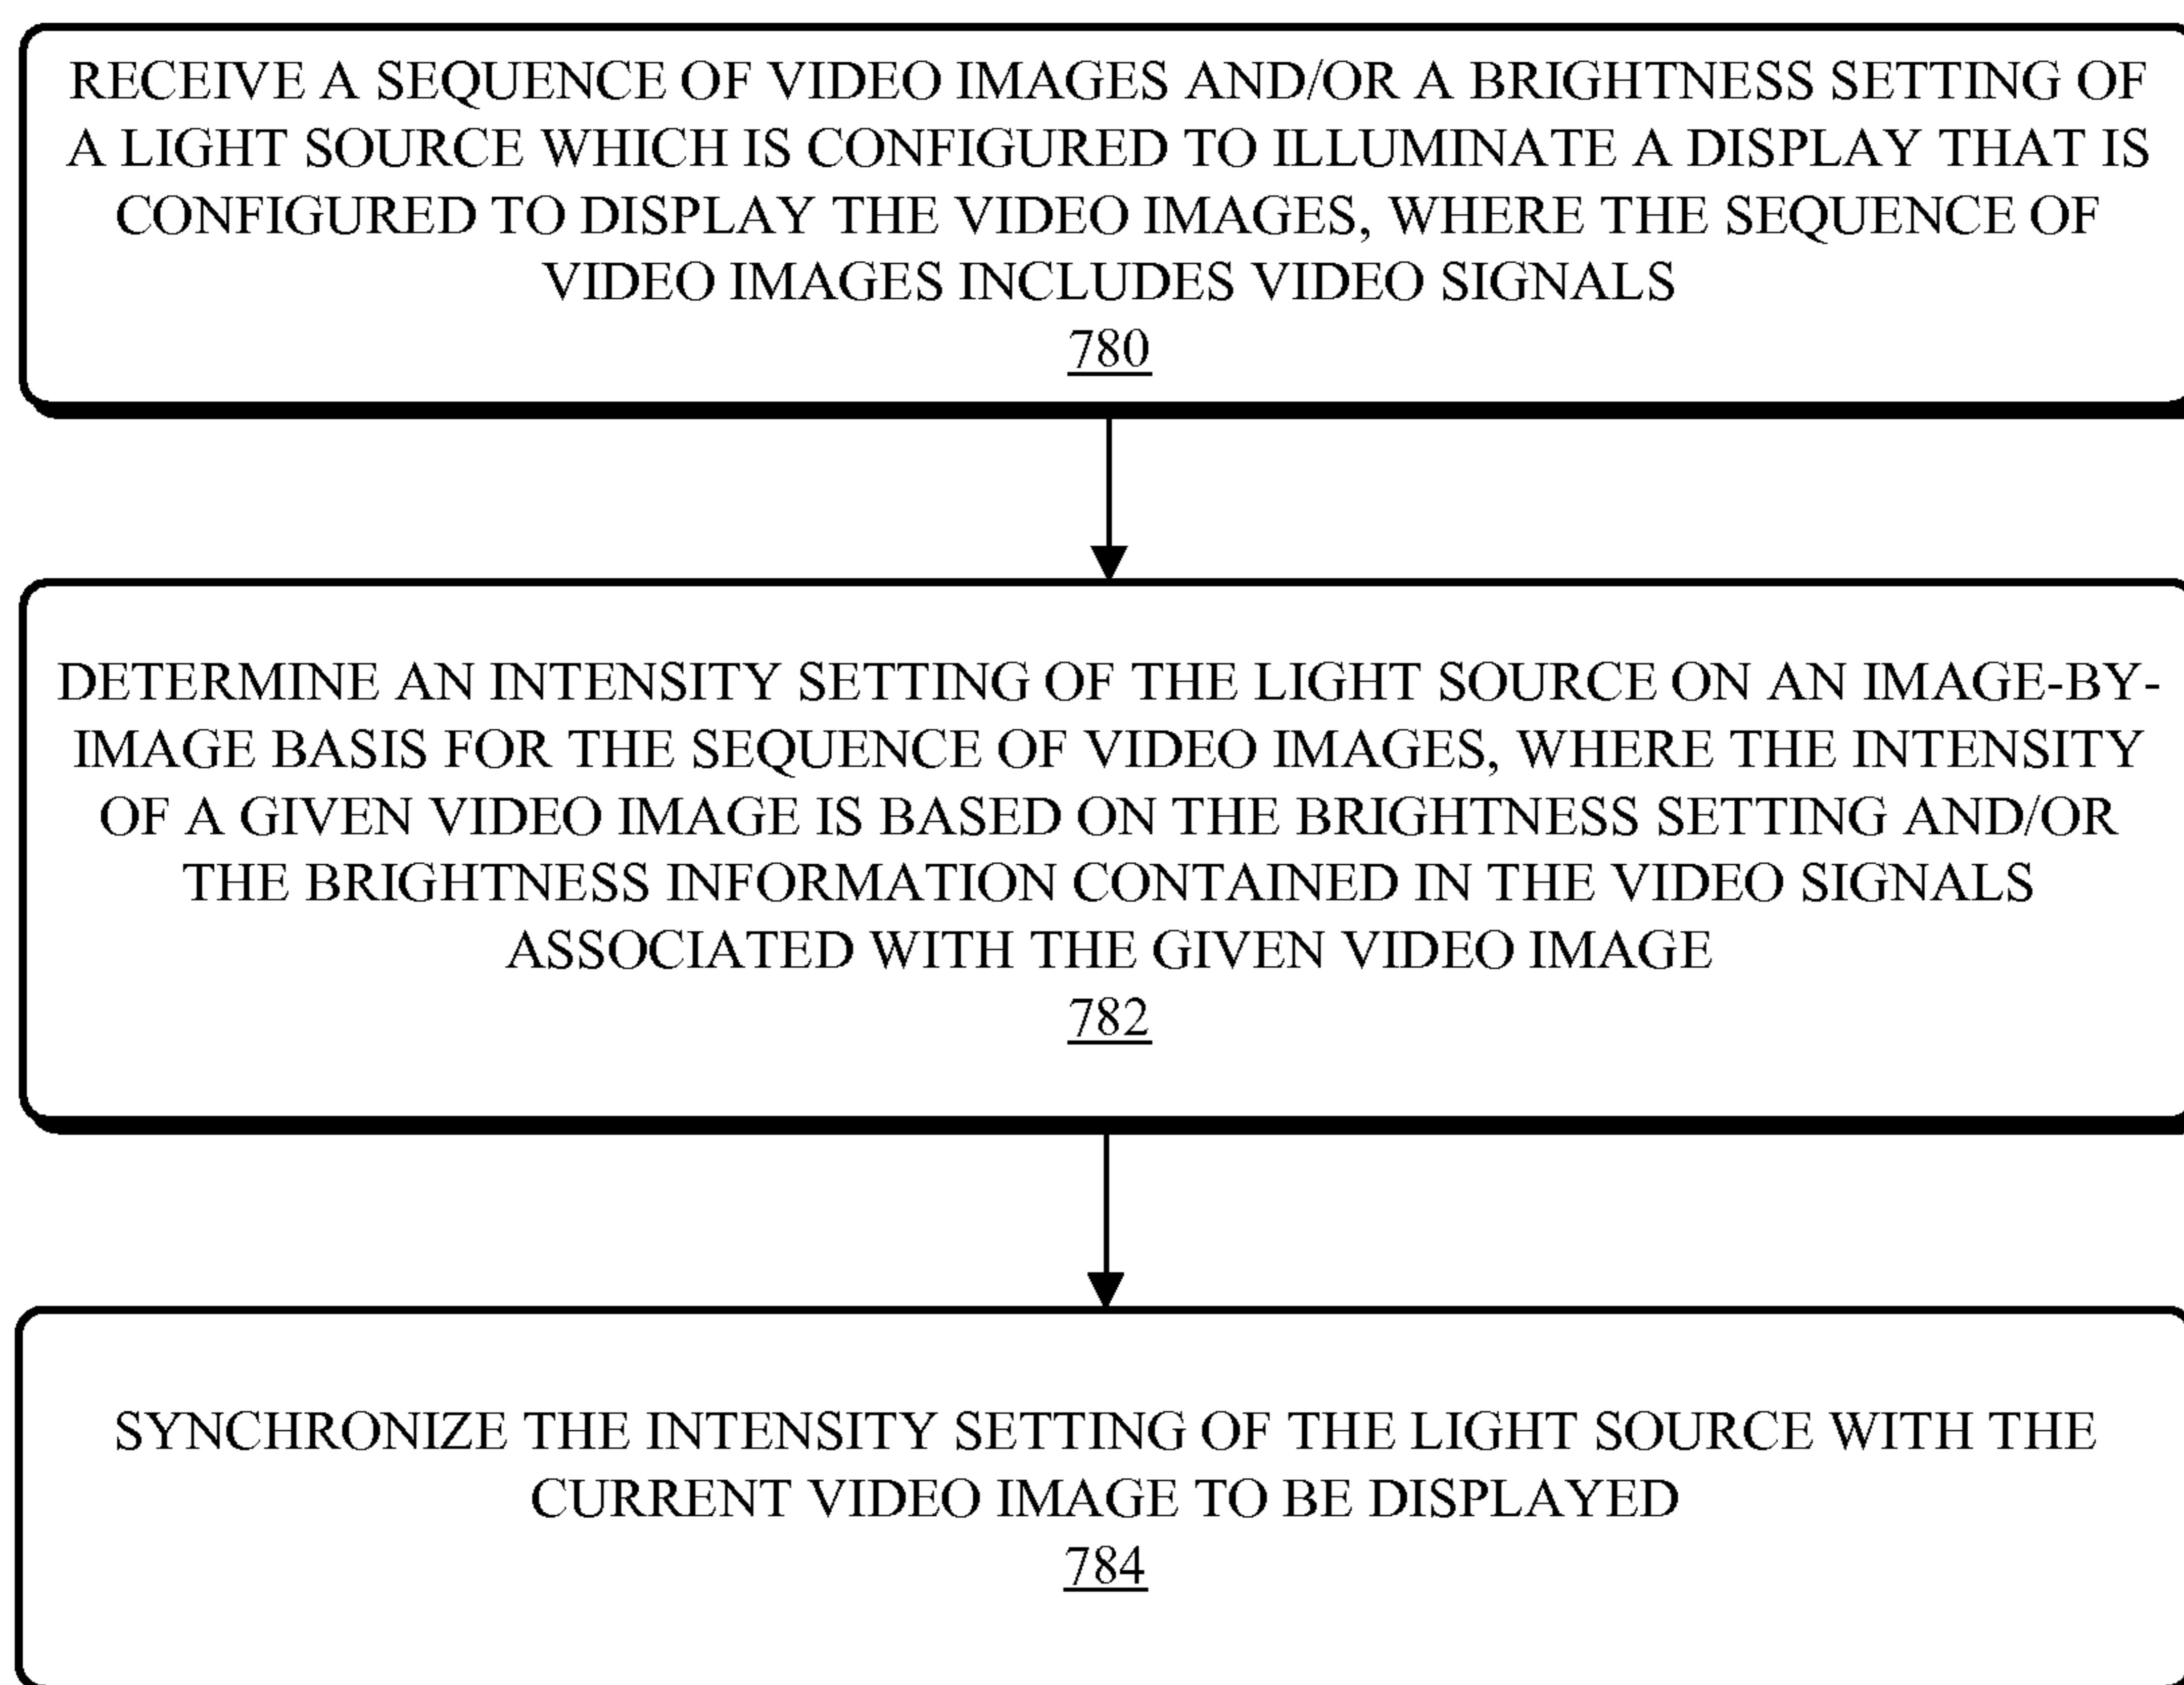 RECEIVE A SEQUENCE OF VIDEO IMAGES AND/OR A BRIGHTNESS SETTING OF
A LIGHT SOURCE WHICH IS CONFIGURED TO ILLUMINATE A DISPLAY THAT IS
CONFIGURED TO DISPLAY THE VIDEO IMAGES, WHERE THE SEQUENCE OF
VIDEO IMAGES INCLUDES VIDEO SIGNALS
780
DETERMINE AN INTENSITY SETTING OF THE LIGHT SOURCE ON AN IMAGE-BY-
IMAGE BASIS FOR THE SEQUENCE OF VIDEO IMAGES, WHERE THE INTENSITY
OF A GIVEN VIDEO IMAGE IS BASED ON THE BRIGHTNESS SETTING AND/OR
THE BRIGHTNESS INFORMATION CONTAINED IN THE VIDEO SIGNALS
ASSOCIATED WITH THE GIVEN VIDEO IMAGE
782
SYNCHRONIZE THE INTENSITY SETTING OF THE LIGHT SOURCE WITH THE
CURRENT VIDEO IMAGE TO BE DISPLAYED
784